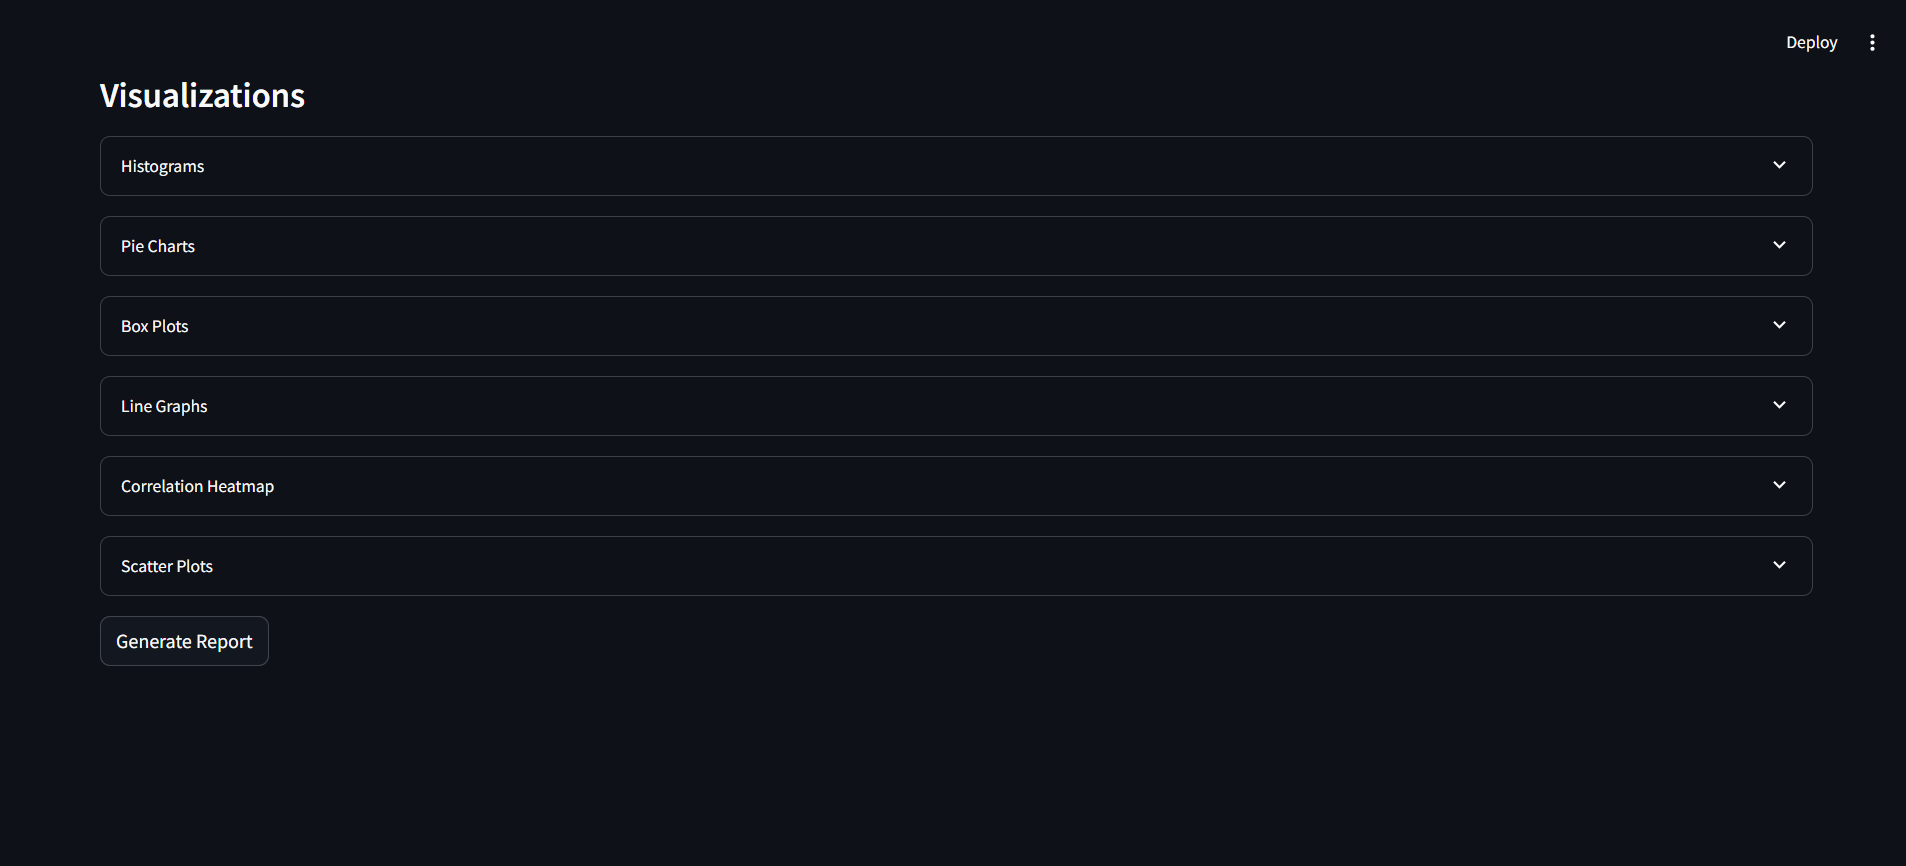 Deploy
Visualizations
Histograms
Pie Charts
Box Plots
Line Graphs
Correlation Heatmap
Scatter Plots
Generate Report